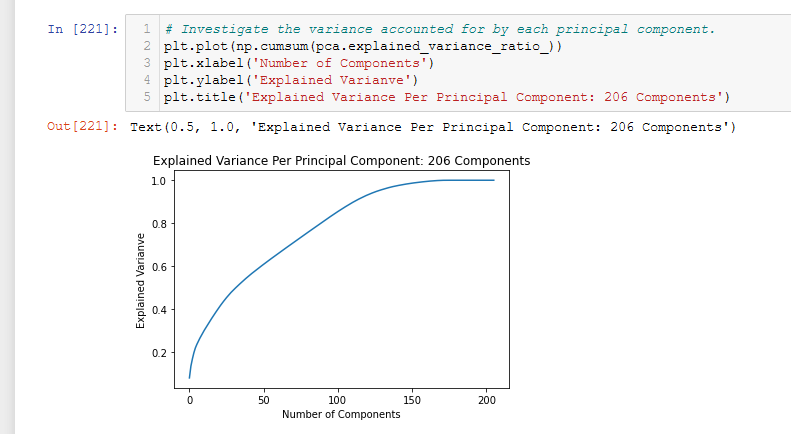 In [221]:
1 # Investigate the variance accounted for by each principal component.
2 plt.plot(np.cumsum(pca.explained_variance_ratio_))
3 plt.xlabel('Number of Components')
4 plt.ylabel('Explained Varianve')
5 plt.title('Explained Variance Per Principal Component: 206 Components')
Out[221]: Text(0.5, 1.0, 'Explained Variance Per Principal Component: 206 Components')
Explained Variance Per Principal Component: 206 Components
1.0
0.8
0.6
0.4
0.2
Explained Varianve
0 50 100 150 200
Number of Components